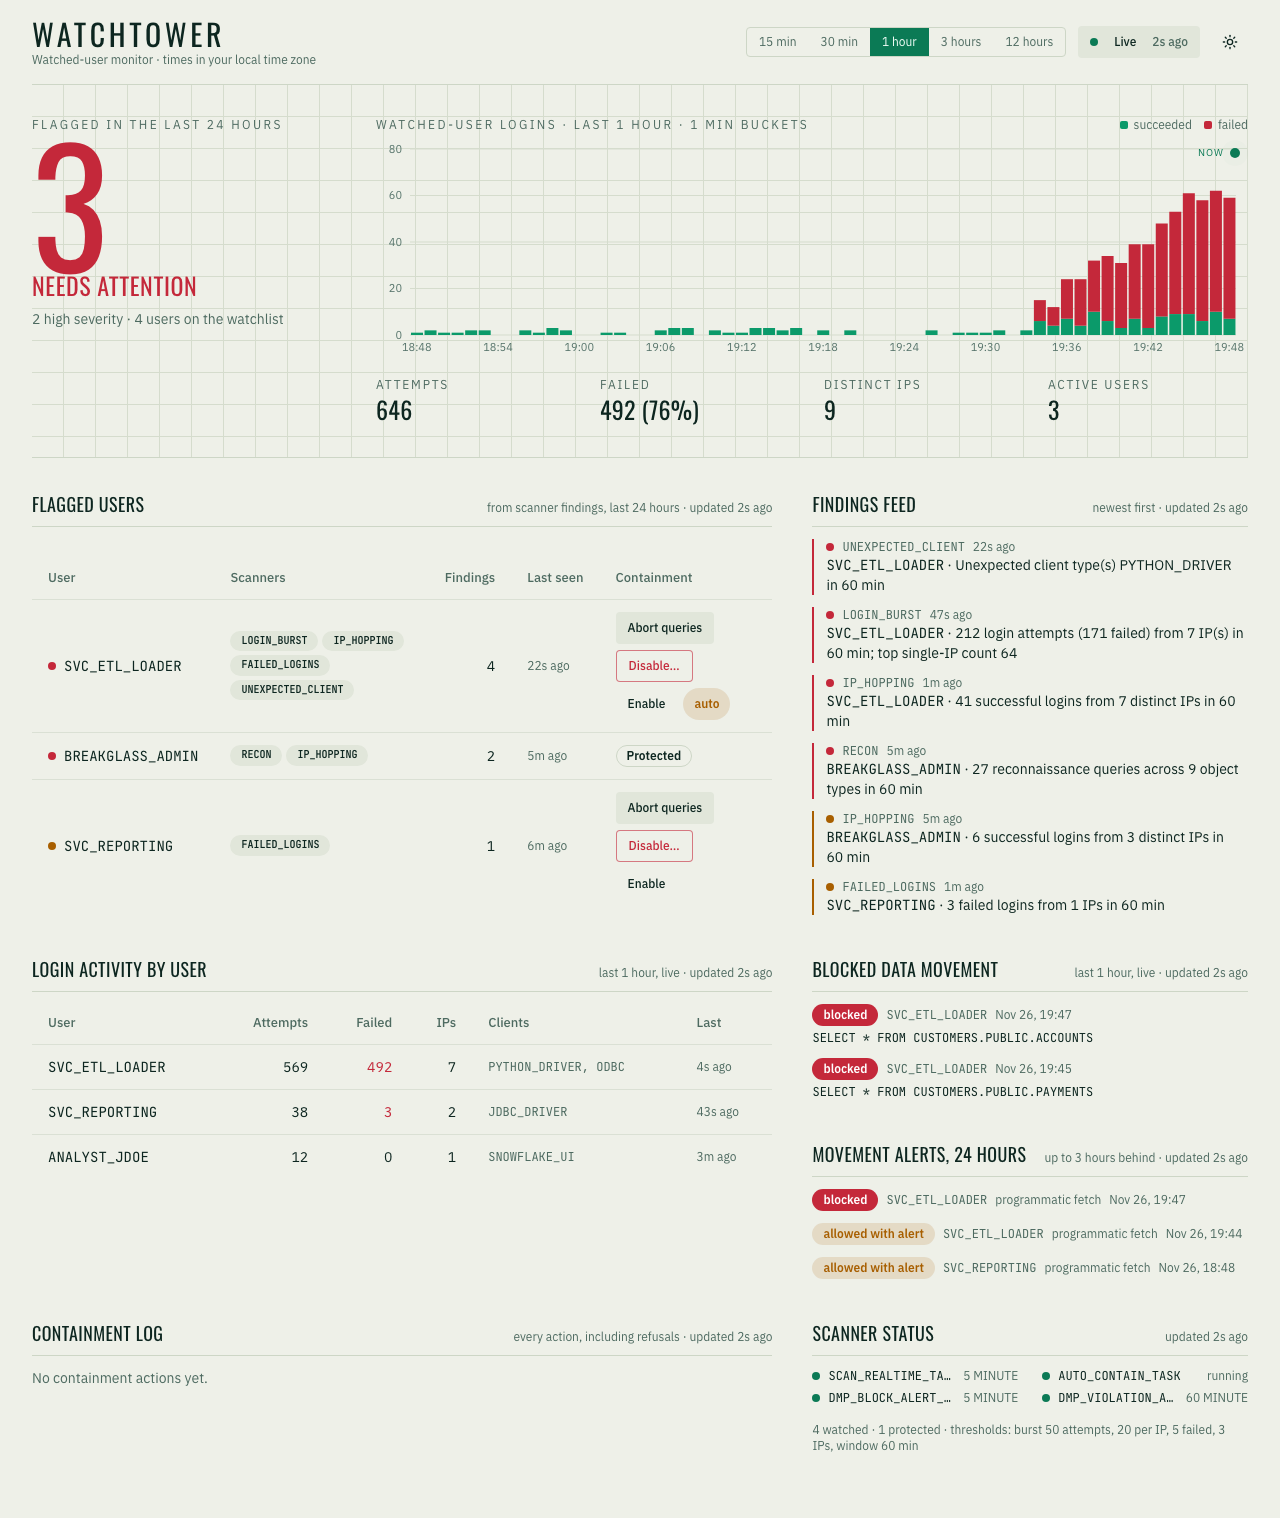 WATCHTOWER
Watched-user monitor · times in your local time zone
15 min 30 min 1 hour 3 hours 12 hours
Live 2s ago
FLAGGED IN THE LAST 24 HOURS
3
NEEDS ATTENTION
2 high severity · 4 users on the watchlist
WATCHED-USER LOGINS · LAST 1 HOUR · 1 MIN BUCKETS
succeeded failed
NOW
80
60
40
20
0
18:48 18:54 19:00 19:06 19:12 19:18 19:24 19:30 19:36 19:42 19:48
ATTEMPTS FAILED DISTINCT IPS ACTIVE USERS
646 492 (76%) 9 3
FLAGGED USERS
from scanner findings, last 24 hours · updated 2s ago
User Scanners Findings Last seen Containment
SVC_ETL_LOADER
LOGIN_BURST IP_HOPPING
FAILED_LOGINS
UNEXPECTED_CLIENT
4 22s ago
Abort queries
Disable…
Enable auto
BREAKGLASS_ADMIN RECON IP_HOPPING 2 5m ago Protected
SVC_REPORTING FAILED_LOGINS 1 6m ago
Abort queries
Disable…
Enable
FINDINGS FEED
newest first · updated 2s ago
UNEXPECTED_CLIENT 22s ago
SVC_ETL_LOADER · Unexpected client type(s) PYTHON_DRIVER
in 60 min
LOGIN_BURST 47s ago
SVC_ETL_LOADER · 212 login attempts (171 failed) from 7 IP(s) in
60 min; top single-IP count 64
IP_HOPPING 1m ago
SVC_ETL_LOADER · 41 successful logins from 7 distinct IPs in 60
min
RECON 5m ago
BREAKGLASS_ADMIN · 27 reconnaissance queries across 9 object
types in 60 min
IP_HOPPING 5m ago
BREAKGLASS_ADMIN · 6 successful logins from 3 distinct IPs in
60 min
FAILED_LOGINS 1m ago
SVC_REPORTING · 3 failed logins from 1 IPs in 60 min
LOGIN ACTIVITY BY USER
last 1 hour, live · updated 2s ago
User Attempts Failed IPs Clients Last
SVC_ETL_LOADER 569 492 7 PYTHON_DRIVER, ODBC 4s ago
SVC_REPORTING 38 3 2 JDBC_DRIVER 43s ago
ANALYST_JDOE 12 0 1 SNOWFLAKE_UI 3m ago
BLOCKED DATA MOVEMENT
last 1 hour, live · updated 2s ago
blocked SVC_ETL_LOADER Nov 26, 19:47
SELECT * FROM CUSTOMERS.PUBLIC.ACCOUNTS
blocked SVC_ETL_LOADER Nov 26, 19:45
SELECT * FROM CUSTOMERS.PUBLIC.PAYMENTS
MOVEMENT ALERTS, 24 HOURS
up to 3 hours behind · updated 2s ago
blocked SVC_ETL_LOADER programmatic fetch Nov 26, 19:47
allowed with alert SVC_ETL_LOADER programmatic fetch Nov 26, 19:44
allowed with alert SVC_REPORTING programmatic fetch Nov 26, 18:48
CONTAINMENT LOG
every action, including refusals · updated 2s ago
No containment actions yet.
SCANNER STATUS
updated 2s ago
SCAN_REALTIME_TA… 5 MINUTE AUTO_CONTAIN_TASK running
DMP_BLOCK_ALERT_… 5 MINUTE DMP_VIOLATION_A… 60 MINUTE
4 watched · 1 protected · thresholds: burst 50 attempts, 20 per IP, 5 failed, 3
IPs, window 60 min